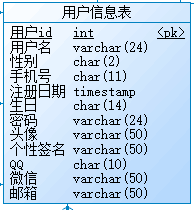 用户信息表
用户id int <pk>
用户名 varchar(24)
性别 char(2)
手机号 char(11)
注册日期 timestamp
生日 char(14)
密码 varchar(24)
头像 varchar(50)
个性签名 varchar(50)
QQ char(10)
微信 varchar(50)
邮箱 varchar(50)